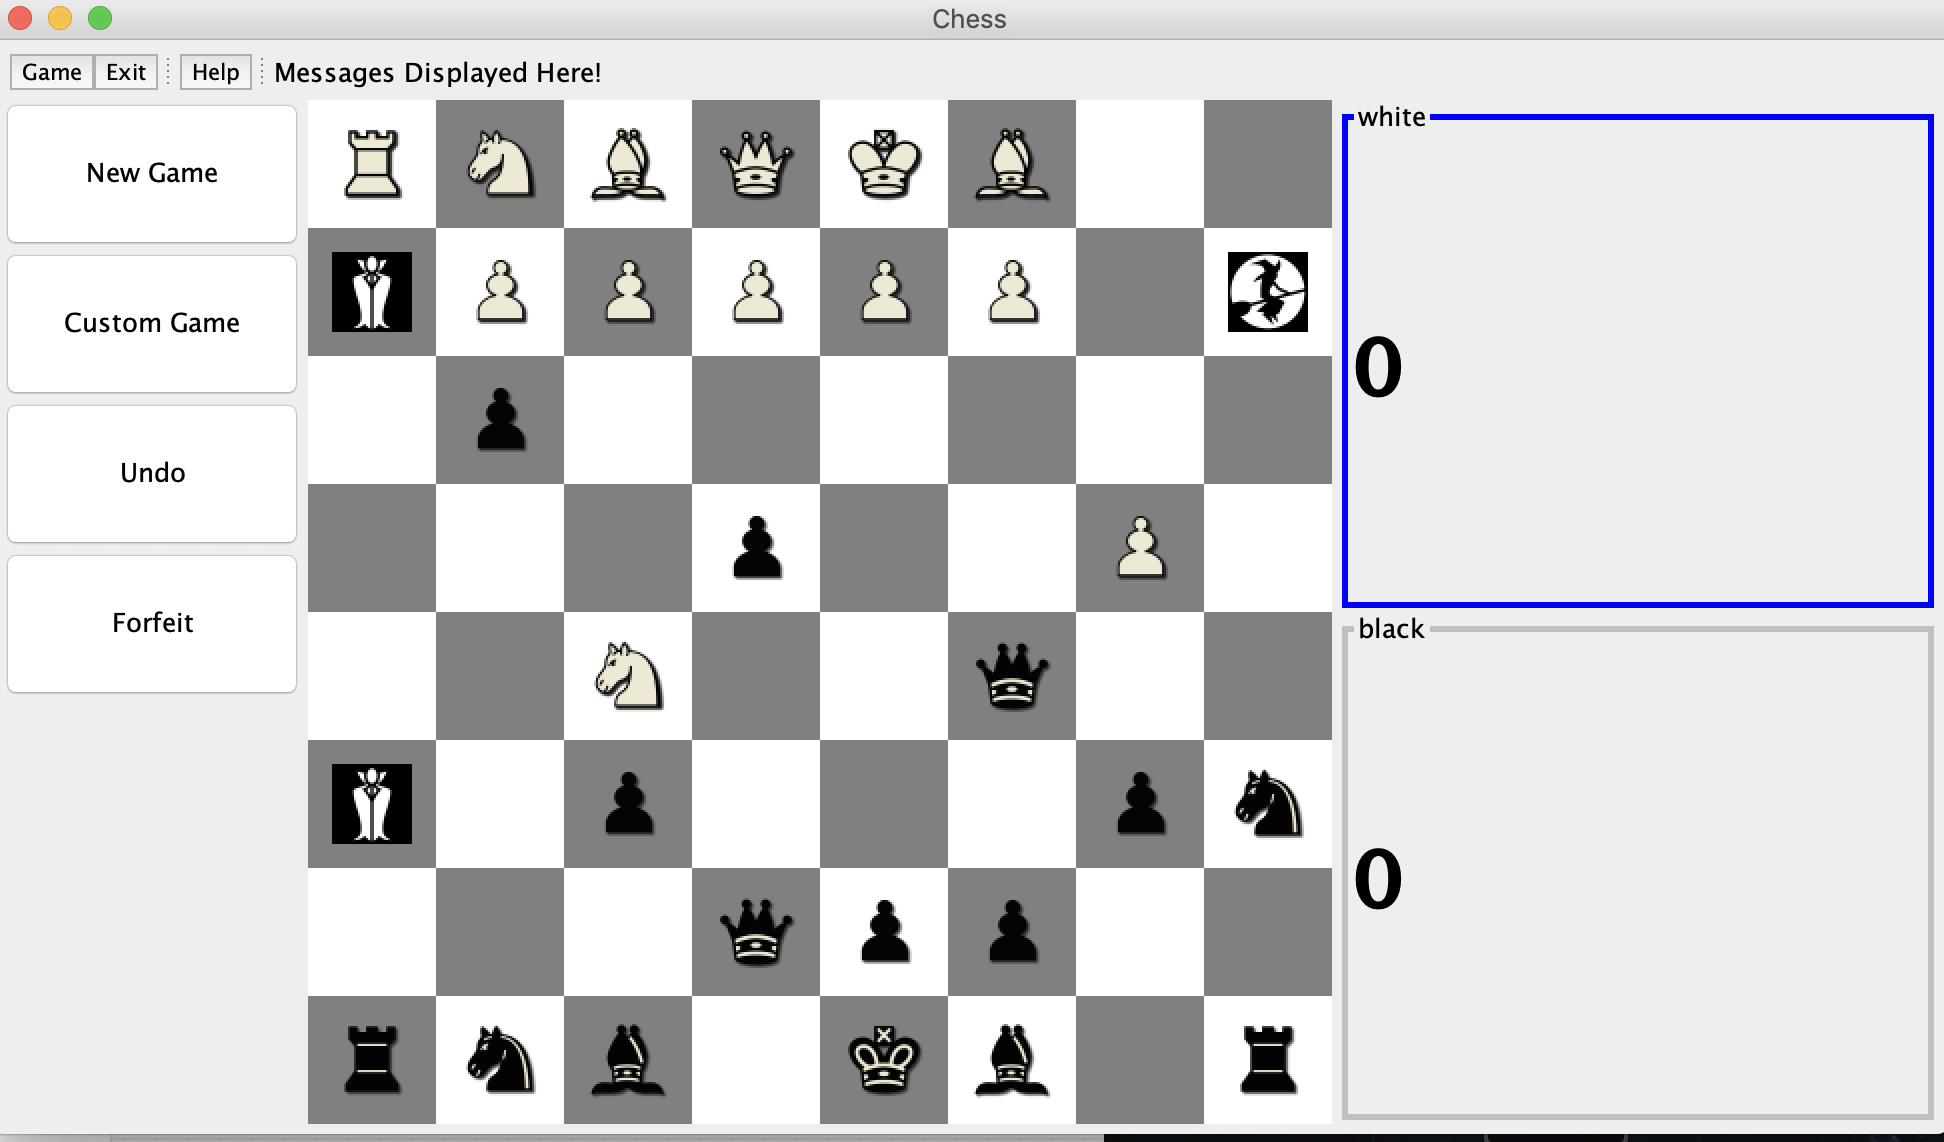 Chess
Game Exit Help Messages Displayed Here!
New Game
Custom Game
Undo
Forfeit
white
0
black
0